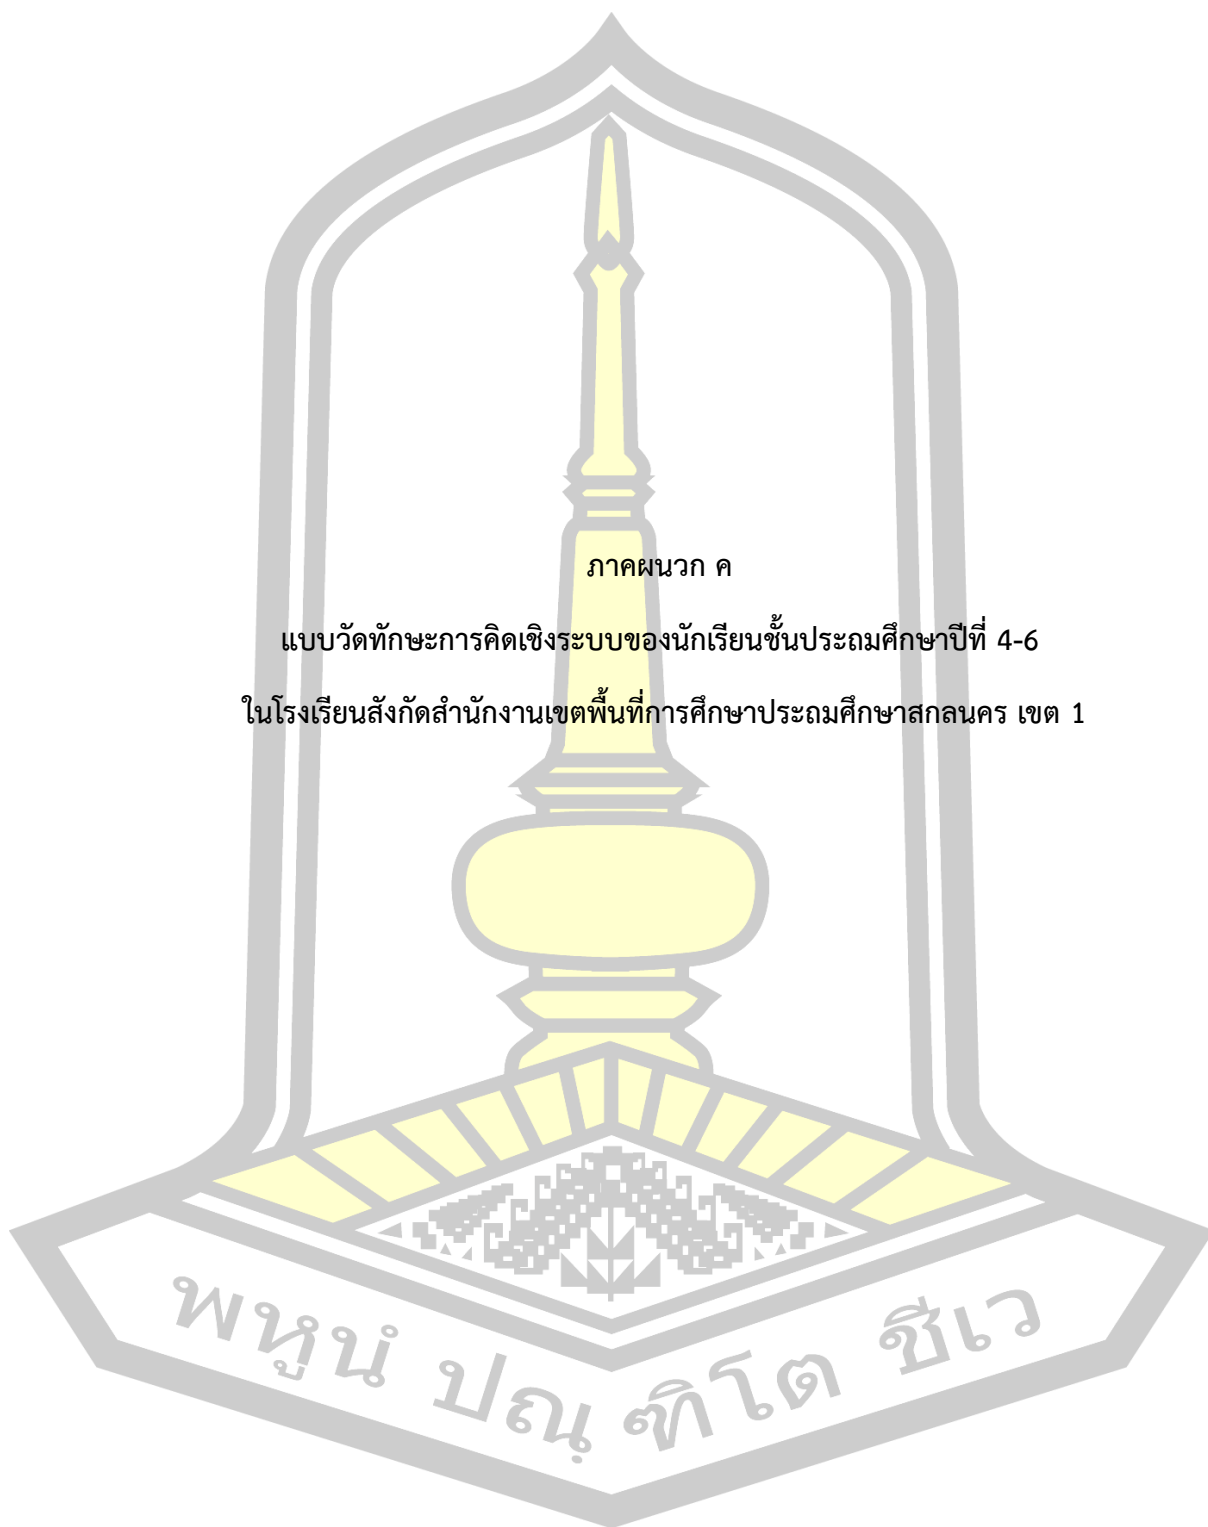 ภาคผนวก ค
แบบวัดทักษะการคิดเชิงระบบของนักเรียนชั้นประถมศึกษาปีที่ 4-6
ในโรงเรียนสังกัดสำนักงานเขตพื้นที่การศึกษาประถมศึกษาสกลนคร เขต 1
พหูนํ ปณฺฑิโต ชีเว